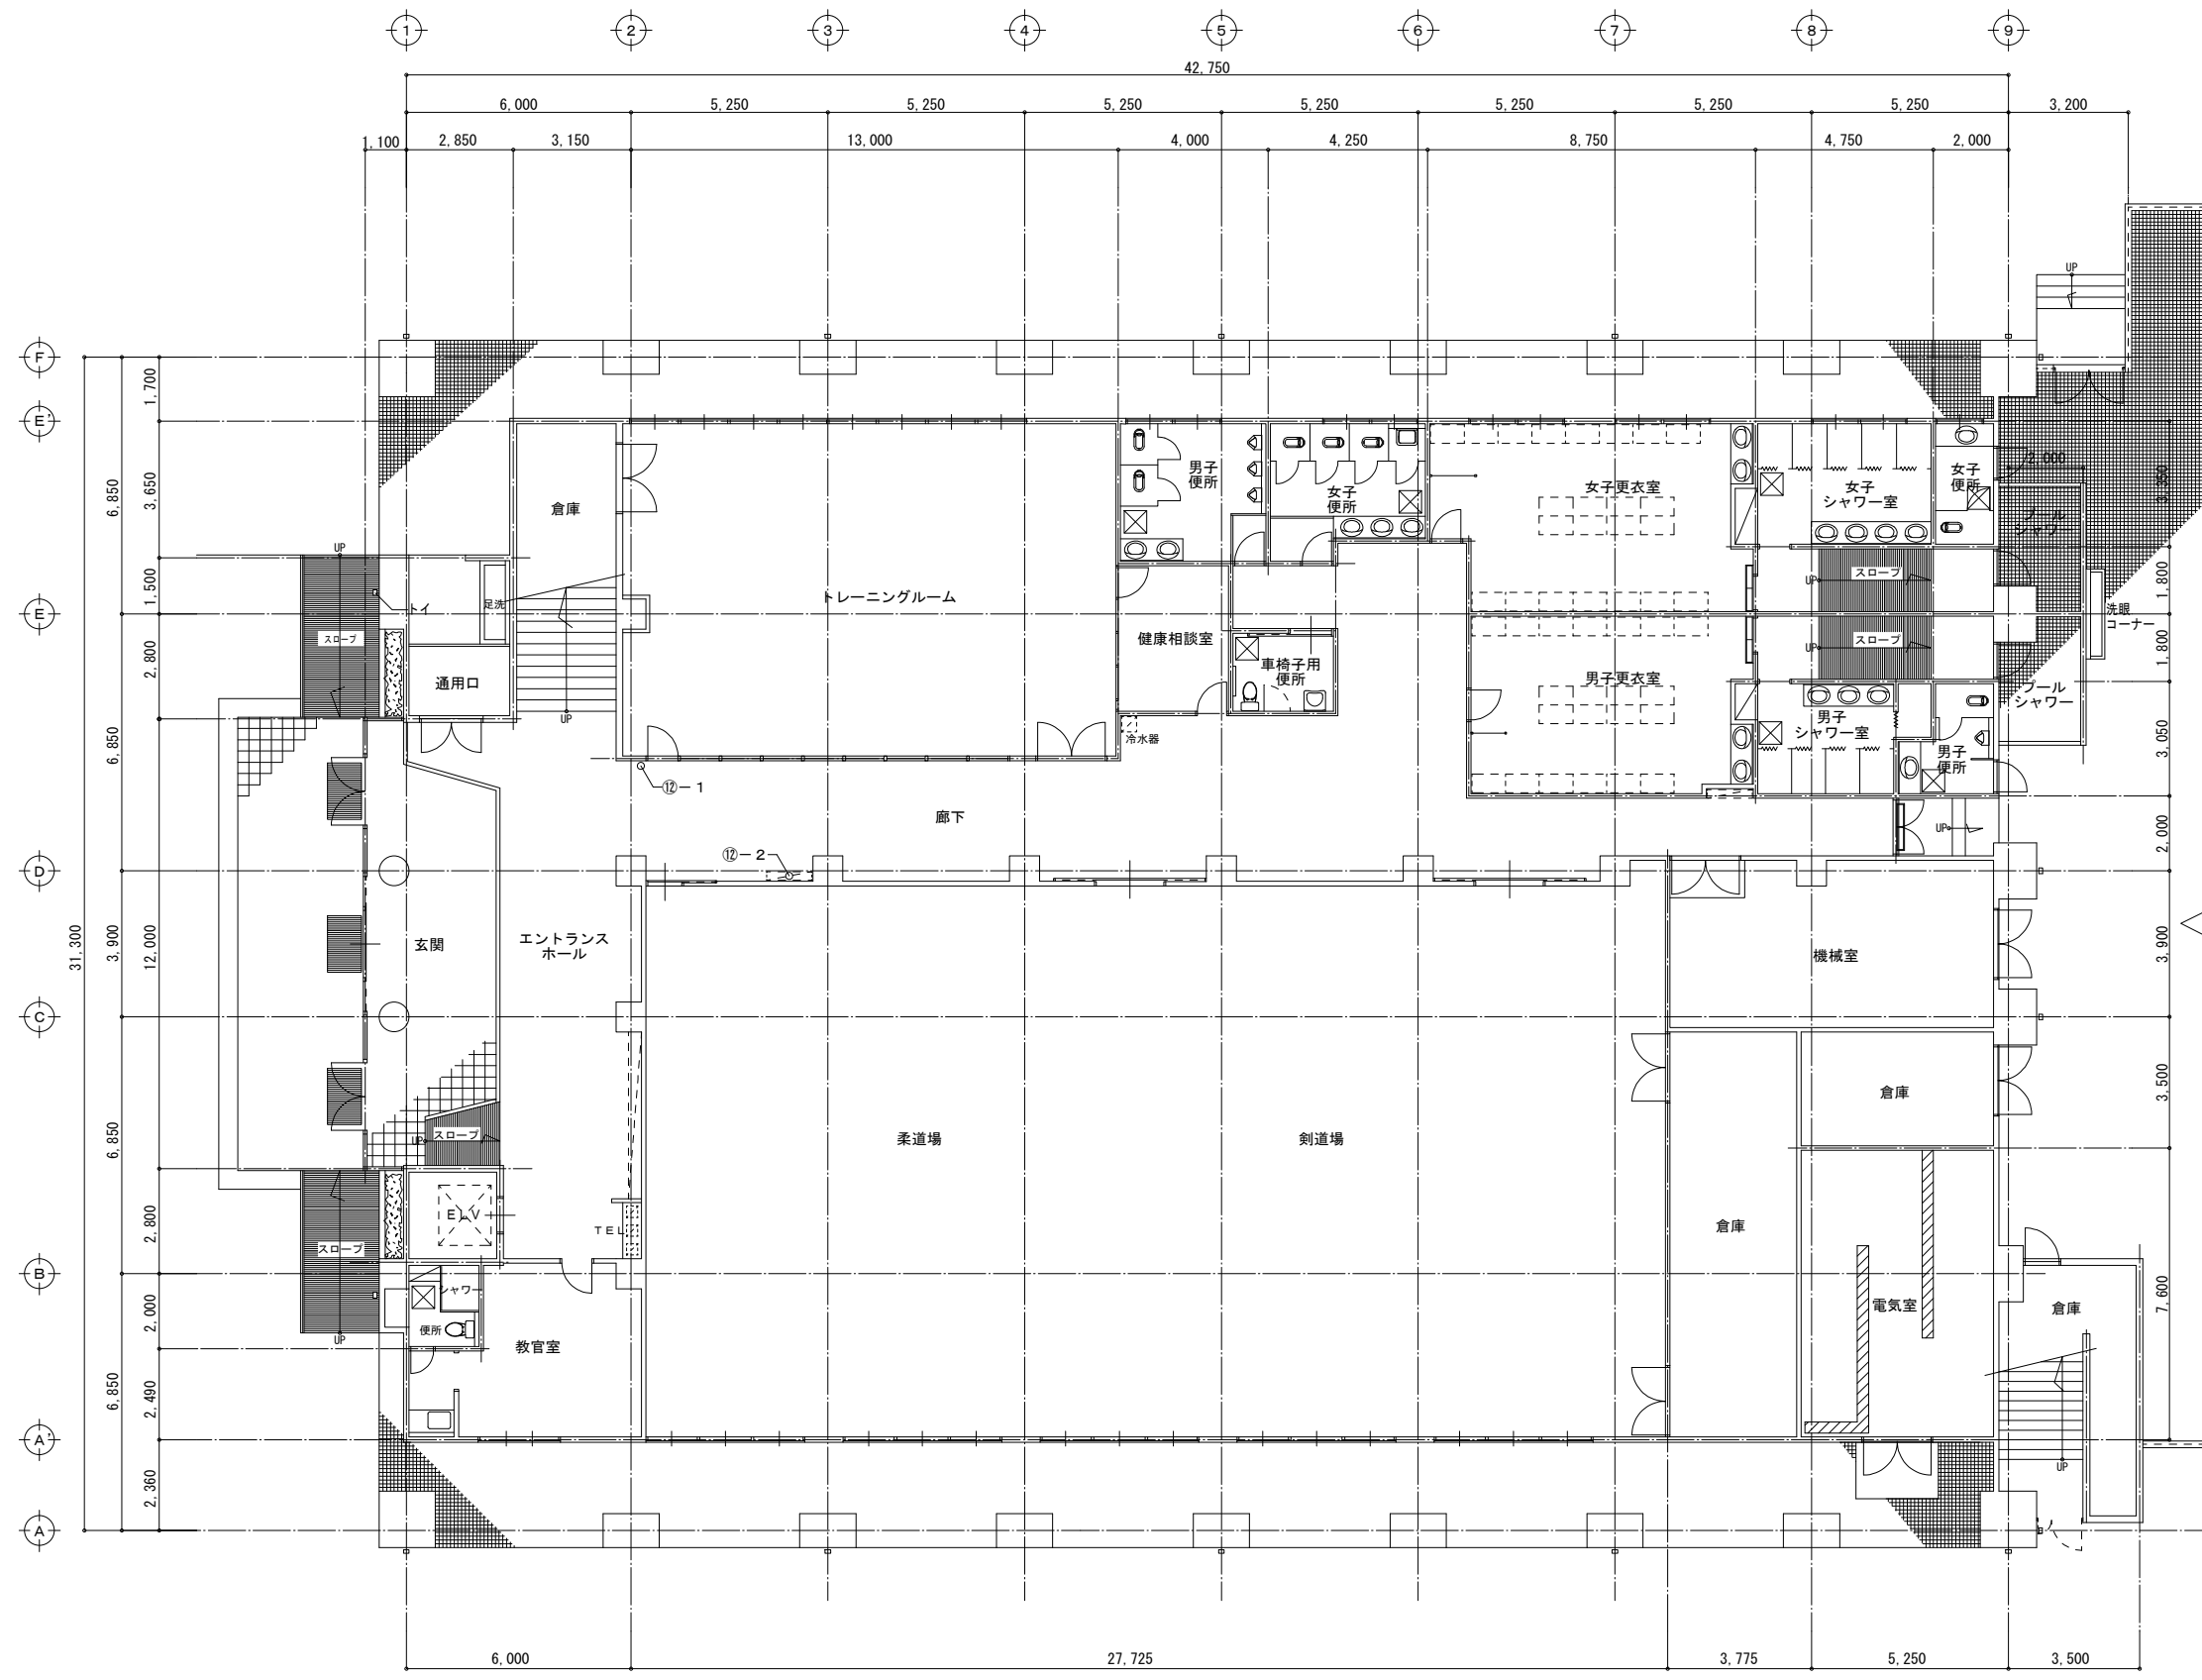 1 2 3 4 5 6 7 8 9
42,750
6,000 5,250 5,250 5,250 5,250 5,250 5,250 5,250 3,200
1,100 2,850 3,150 13,000 4,000 4,250 8,750 4,750 2,000
F
E'
E
D
C
B
A'
A
31,300
6,850
6,850
3,900
6,850
6,850
1,700
3,650
1,500
2,800
12,000
2,800
2,000
2,490
2,360
UP
UP
倉庫
男子
便所
女子
便所
女子更衣室
女子
シャワー室
女子
便所
2,000
3,350
プール
シャワー
スロープ
トイ
足洗
UP
トレーニングルーム
健康相談室
車椅子用
便所
UP
スロープ
1,800
洗眼
コーナー
UP
スロープ
1,800
通用口
男子更衣室
プール
シャワー
冷水器
男子
シャワー室
男子
便所
3,050
⑫－1
廊下
UP
2,000
⑫－2
玄関
エントランス
ホール
機械室
3,900
倉庫
3,500
UP
スロープ
柔道場
剣道場
ELV
TEL
倉庫
スロープ
UP
シャワー
便所
教官室
電気室
倉庫
7,600
UP
6,000 27,725 3,775 5,250 3,500